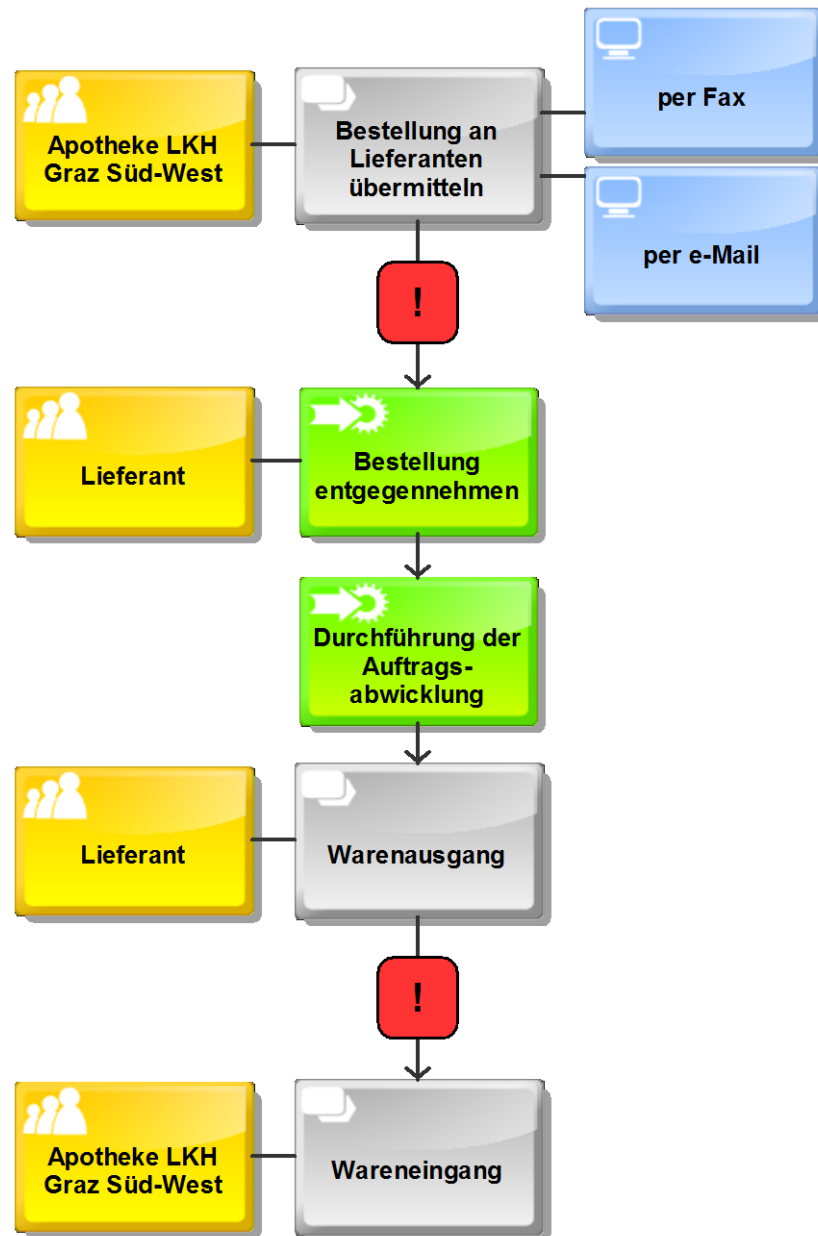 Apotheke LKH
Graz Süd-West
Bestellung an
Lieferanten
übermitteln
per Fax
per e-Mail
!
Lieferant
Bestellung
entgegennehmen
Durchführung der
Auftrags-
abwicklung
Lieferant
Warenausgang
!
Apotheke LKH
Graz Süd-West
Wareneingang